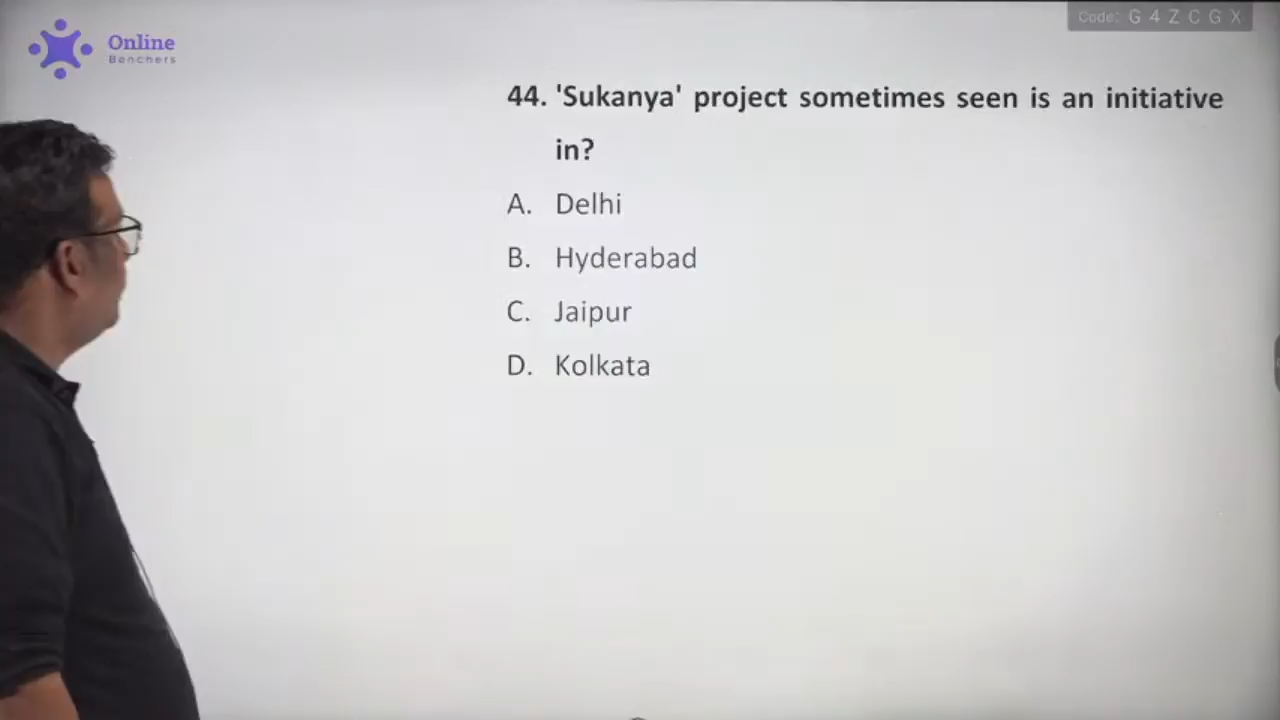 Online
Benchers
Code: G 4 Z C G X
44. 'Sukanya' project sometimes seen is an initiative
in?
A. Delhi
B. Hyderabad
C. Jaipur
D. Kolkata